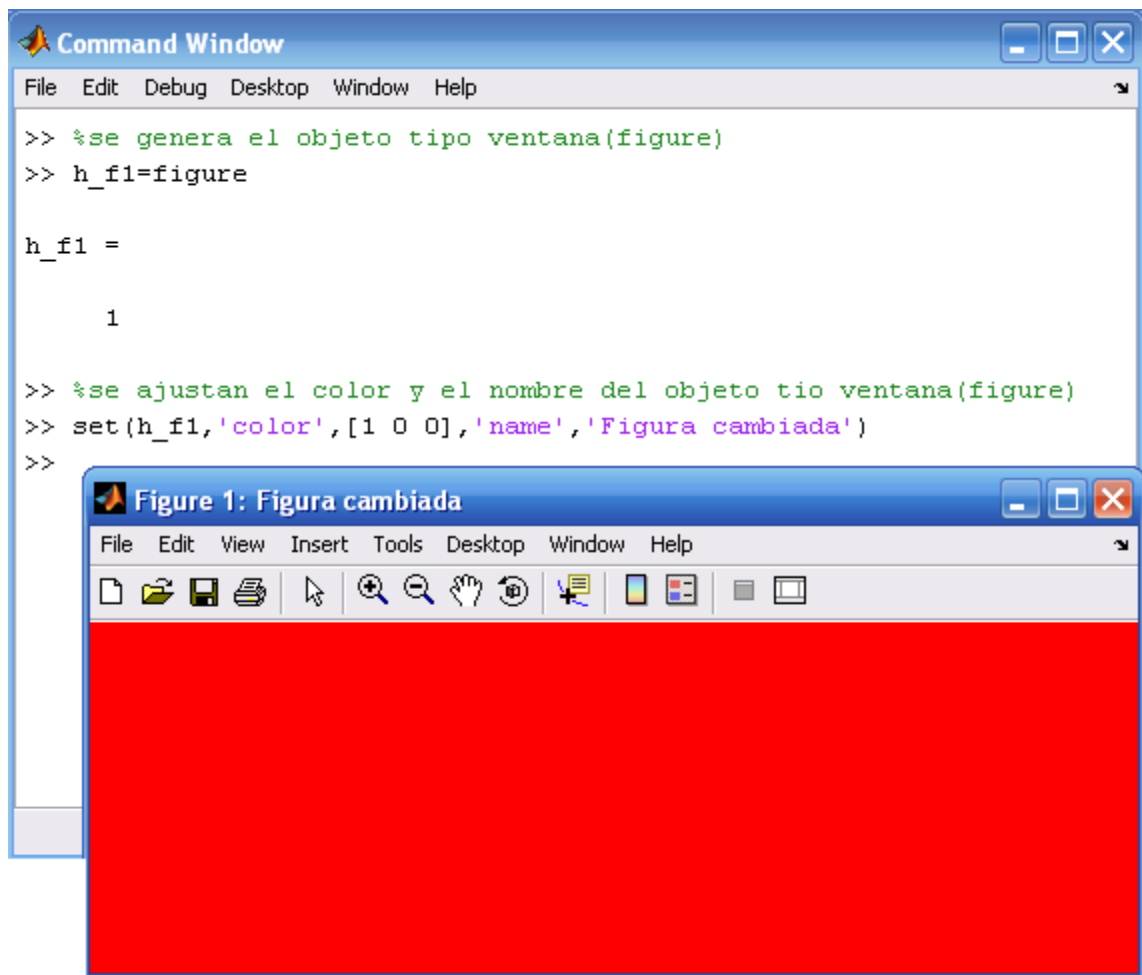 Command Window
File Edit Debug Desktop Window Help
>> %se genera el objeto tipo ventana(figure)
>> h_f1=figure
h_f1 =
1
>> %se ajustan el color y el nombre del objeto tio ventana(figure)
>> set(h_f1,'color',[1 0 0],'name','Figura cambiada')
>>
Figure 1: Figura cambiada
File Edit View Insert Tools Desktop Window Help